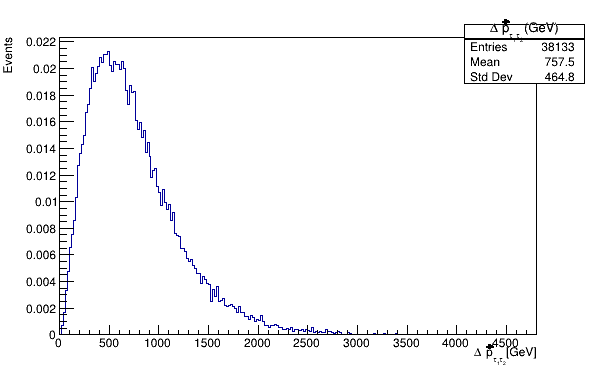 Δ p⃗_τ₁τ₂ (GeV)
Entries 38133
Mean 757.5
Std Dev 464.8
Events
0.022
0.02
0.018
0.016
0.014
0.012
0.01
0.008
0.006
0.004
0.002
0
0 500 1000 1500 2000 2500 3000 3500 4000 4500
Δ p⃗_τ₁τ₂ [GeV]